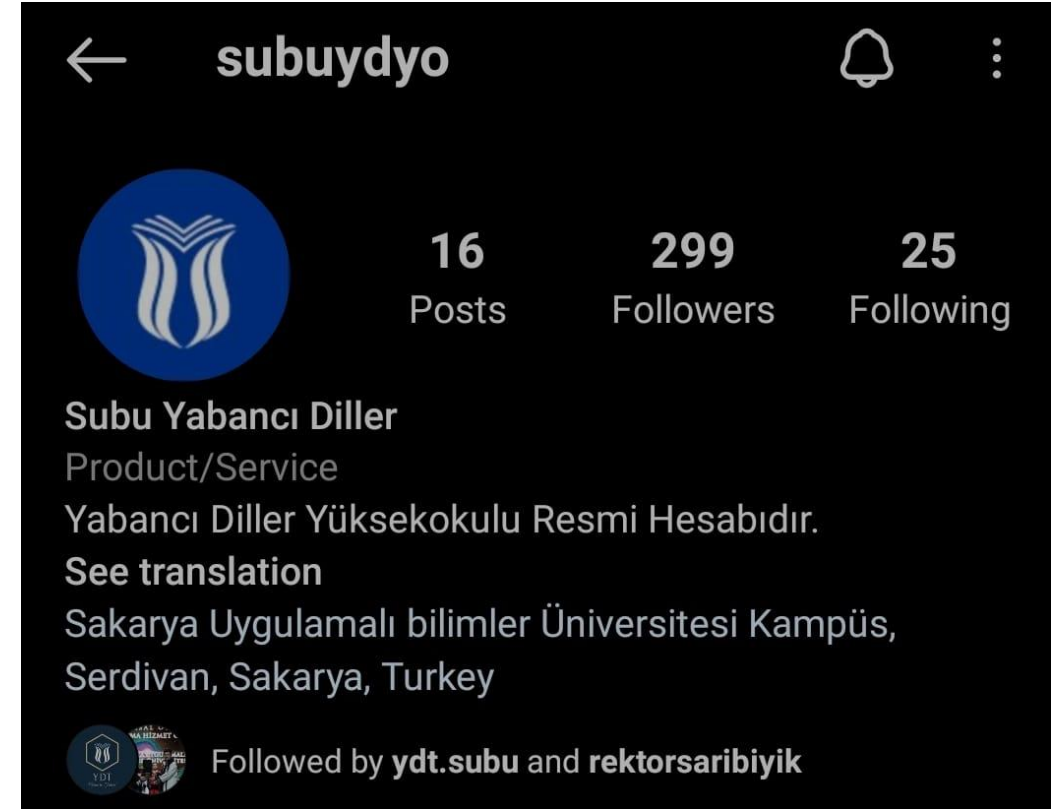 subuydyo
16 299 25
Posts Followers Following
Subu Yabancı Diller
Product/Service
Yabancı Diller Yüksekokulu Resmi Hesabıdır.
See translation
Sakarya Uygulamalı bilimler Üniversitesi Kampüs,
Serdivan, Sakarya, Turkey
YDT
Followed by ydt.subu and rektorsaribiyik